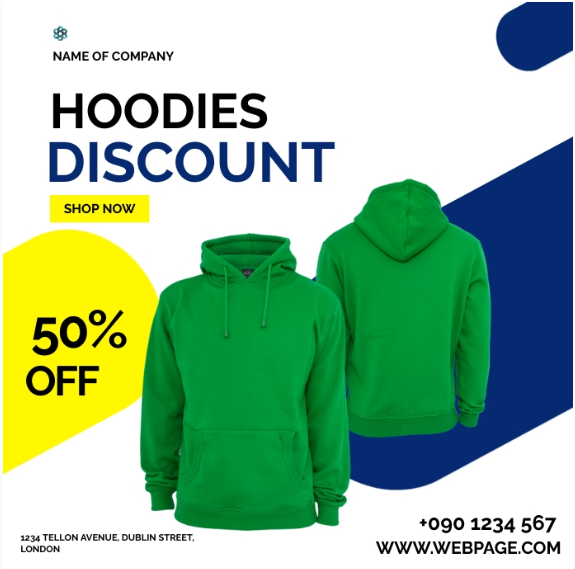 NAME OF COMPANY
HOODIES
DISCOUNT
SHOP NOW
50%
OFF
1234 TELLON AVENUE, DUBLIN STREET,
LONDON
+090 1234 567
WWW.WEBPAGE.COM